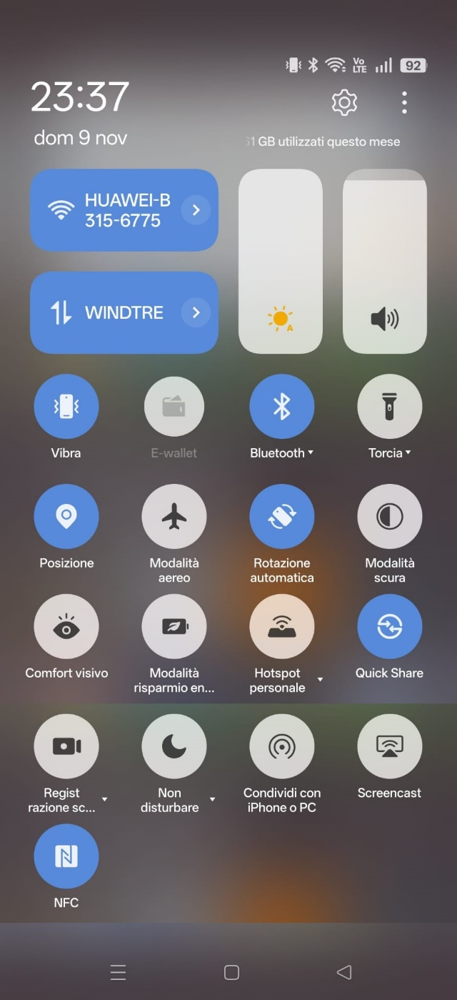 Vo
LTE
92
23:37
dom 9 nov
GB utilizzati questo mese
HUAWEI-B
315-6775
WINDTRE
A
Vibra
E-wallet
Bluetooth
Torcia
Posizione
Modalità
aereo
Rotazione
automatica
Modalità
scura
Comfort visivo
Modalità
risparmio en...
Hotspot
personale
Quick Share
Regist
razione sc...
Non
disturbare
Condividi con
iPhone o PC
Screencast
NFC